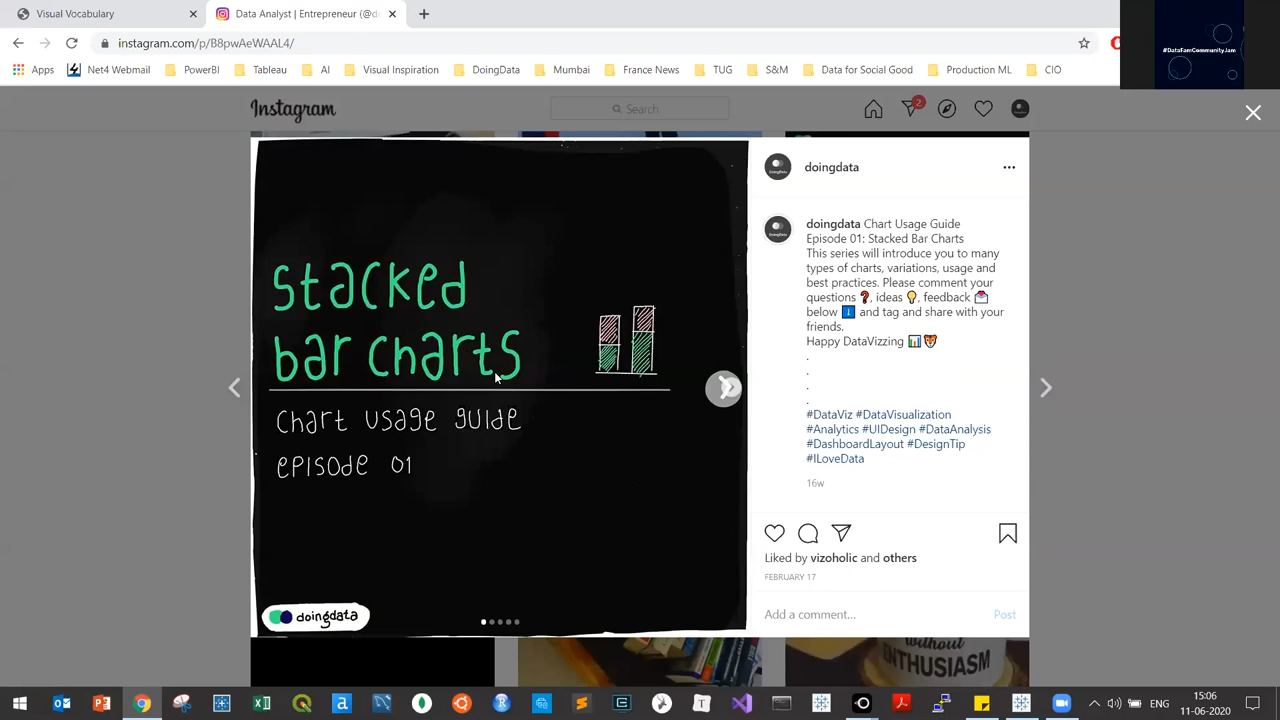 Visual Vocabulary
Data Analyst | Entrepreneur (@do
instagram.com/p/B8pwAeWAAL4/
Apps Net4 Webmail PowerBI Tableau AI Visual Inspiration DoingData Mumbai France News TUG S&M Data for Social Good Production ML CIO
#DataFamCommunityJam
Instagram
Search
2
stacked
bar charts
chart usage guide
episode 01
doingdata
doingdata
doingdata Chart Usage Guide
Episode 01: Stacked Bar Charts
This series will introduce you to many
types of charts, variations, usage and
best practices. Please comment your
questions ❓, ideas 💡, feedback 📩
below ⬇️ and tag and share with your
friends.
Happy DataVizzing 📊🐯
.
.
.
.
#DataViz #DataVisualization
#Analytics #UIDesign #DataAnalysis
#DashboardLayout #DesignTip
#ILoveData
16w
Liked by vizoholic and others
FEBRUARY 17
Add a comment...
Post
without
ENTHUSIASM
ENG
15:06
11-06-2020